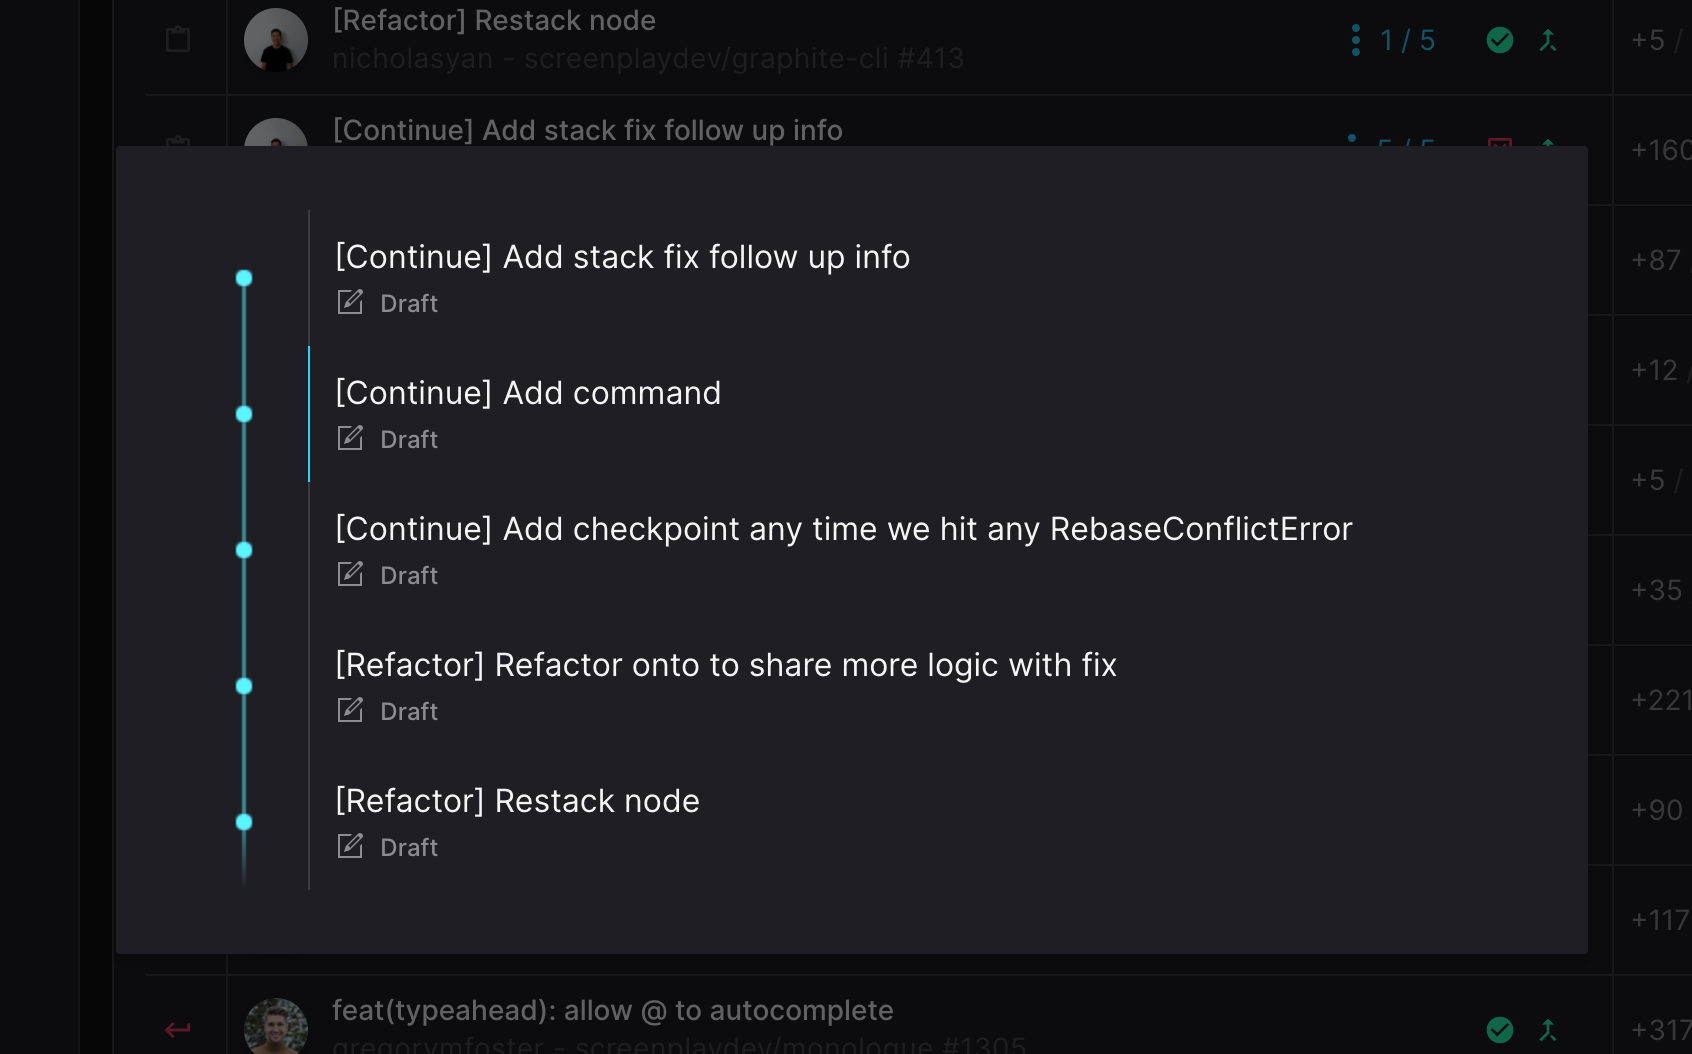 [Refactor] Restack node
nicholasyan - screenplaydev/graphite-cli #413
1 / 5
+5 /
[Continue] Add stack fix follow up info
5 / 5
+160
[Continue] Add stack fix follow up info
Draft
+87
[Continue] Add command
Draft
+12 /
[Continue] Add checkpoint any time we hit any RebaseConflictError
Draft
+5 /
+35
[Refactor] Refactor onto to share more logic with fix
Draft
+221
[Refactor] Restack node
Draft
+90
+117
feat(typeahead): allow @ to autocomplete
gregorymfoster - screenplaydev/monologue #1305
+317